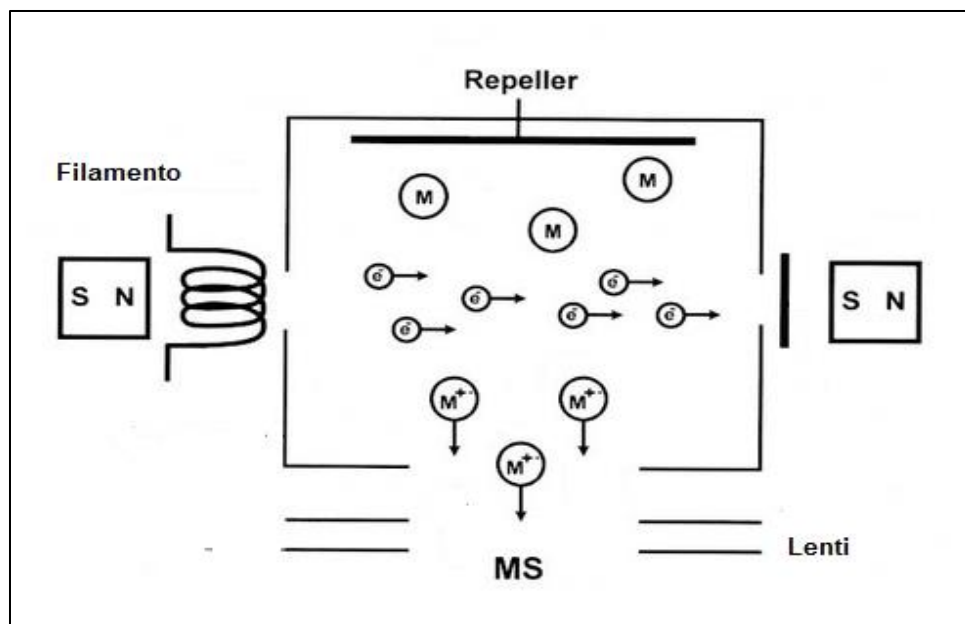 Repeller
Filamento
M
M
M
S N
S N
e-
e-
e-
e-
e-
e-
M+·
M+·
M+·
MS
Lenti